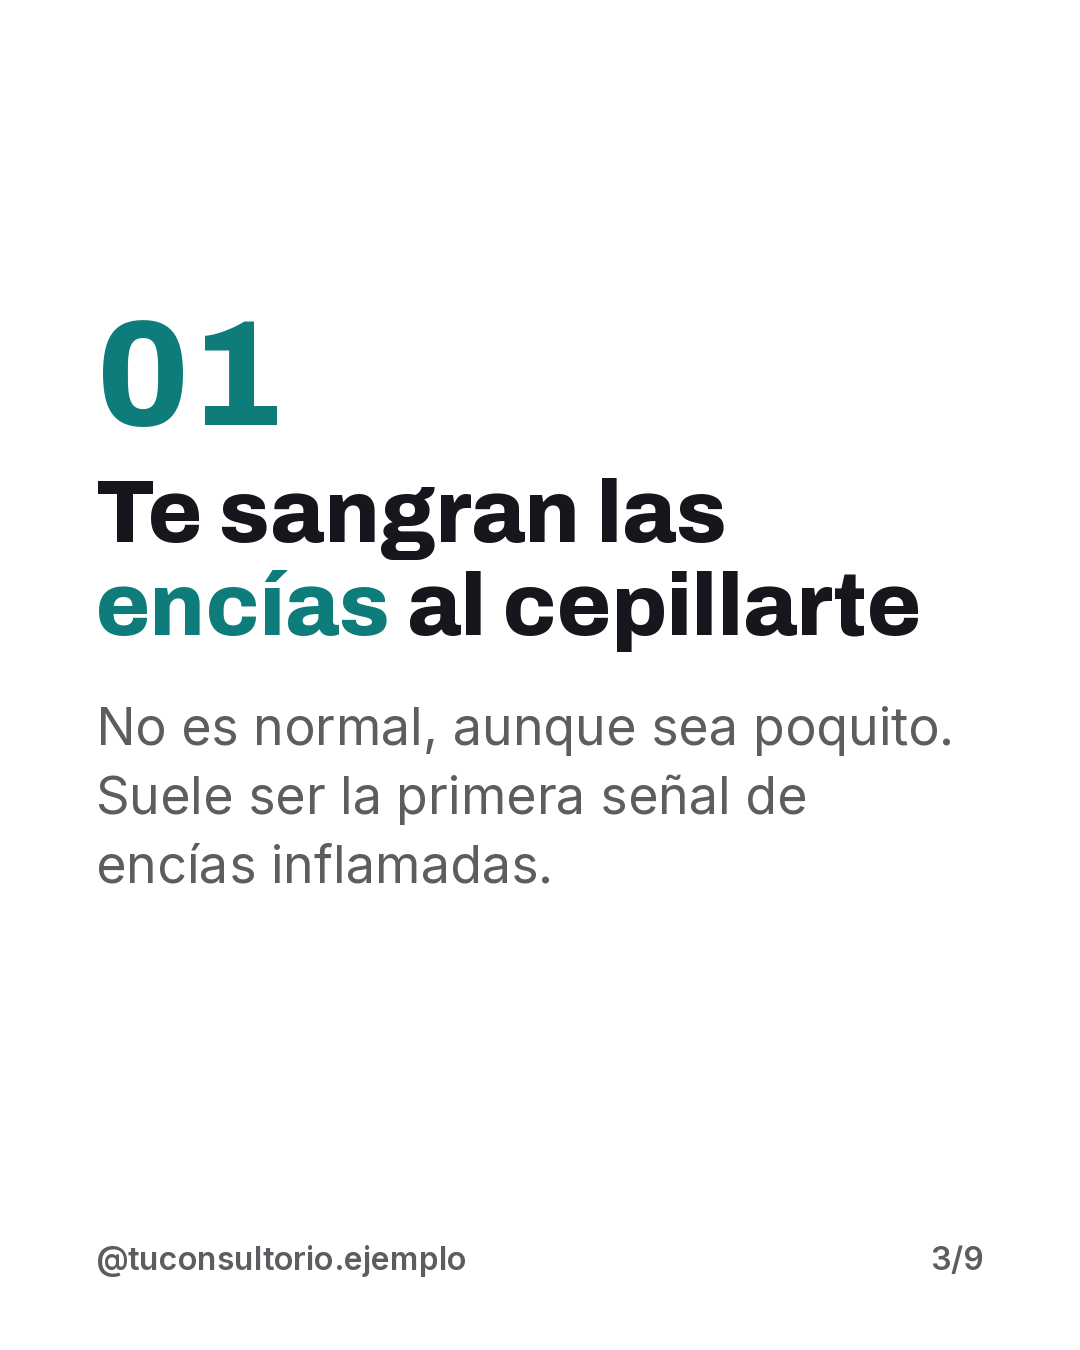 01
Te sangran las
encías al cepillarte
No es normal, aunque sea poquito.
Suele ser la primera señal de
encías inflamadas.
@tuconsultorio.ejemplo
3/9